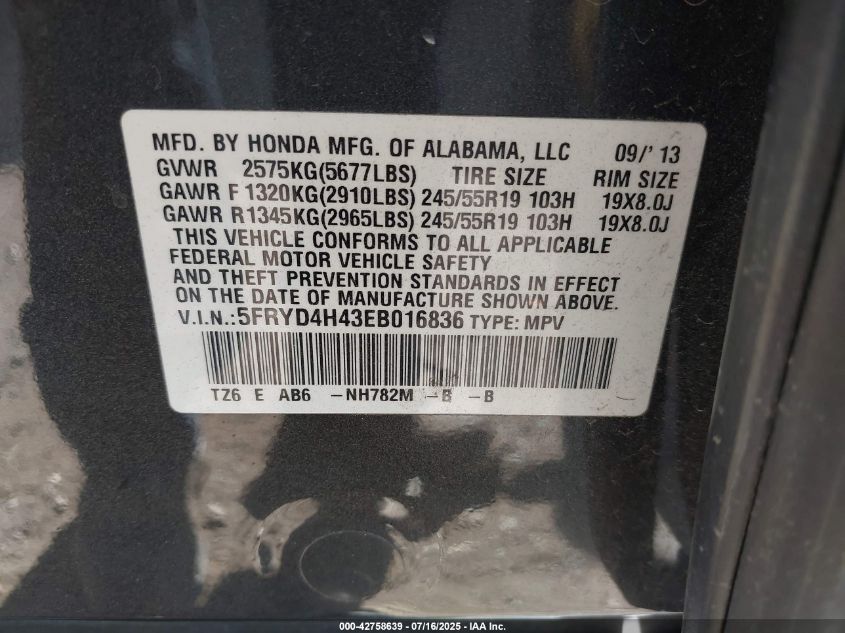 MFD. BY HONDA MFG. OF ALABAMA, LLC 09/'13
GVWR 2575KG(5677LBS) TIRE SIZE RIM SIZE
GAWR F 1320KG(2910LBS) 245/55R19 103H 19X8.0J
GAWR R1345KG(2965LBS) 245/55R19 103H 19X8.0J
THIS VEHICLE CONFORMS TO ALL APPLICABLE
FEDERAL MOTOR VEHICLE SAFETY
AND THEFT PREVENTION STANDARDS IN EFFECT
ON THE DATE OF MANUFACTURE SHOWN ABOVE.
V.I.N.:5FRYD4H43EB016836 TYPE: MPV
TZ6 E AB6 -NH782M -B -B
000-42758639 - 07/16/2025 - IAA Inc.